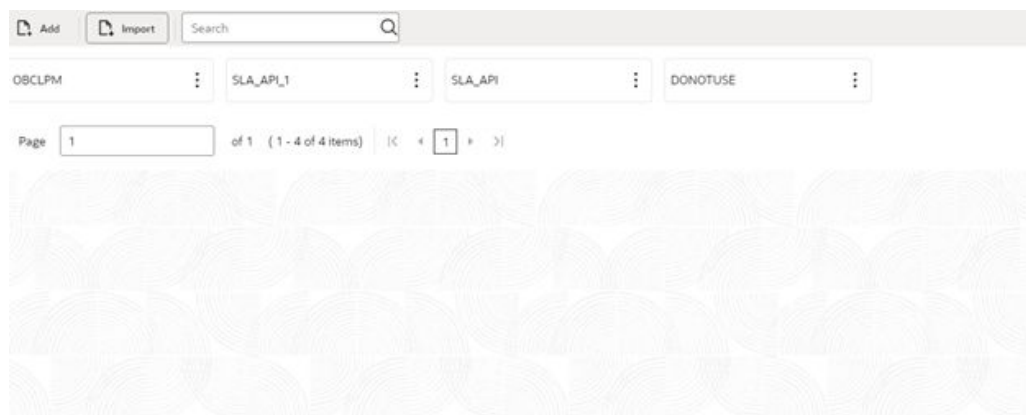 Add Import Search
OBCLPM SLA_API_1 SLA_API DONOTUSE
Page 1 of 1 ( 1 - 4 of 4 items) 1